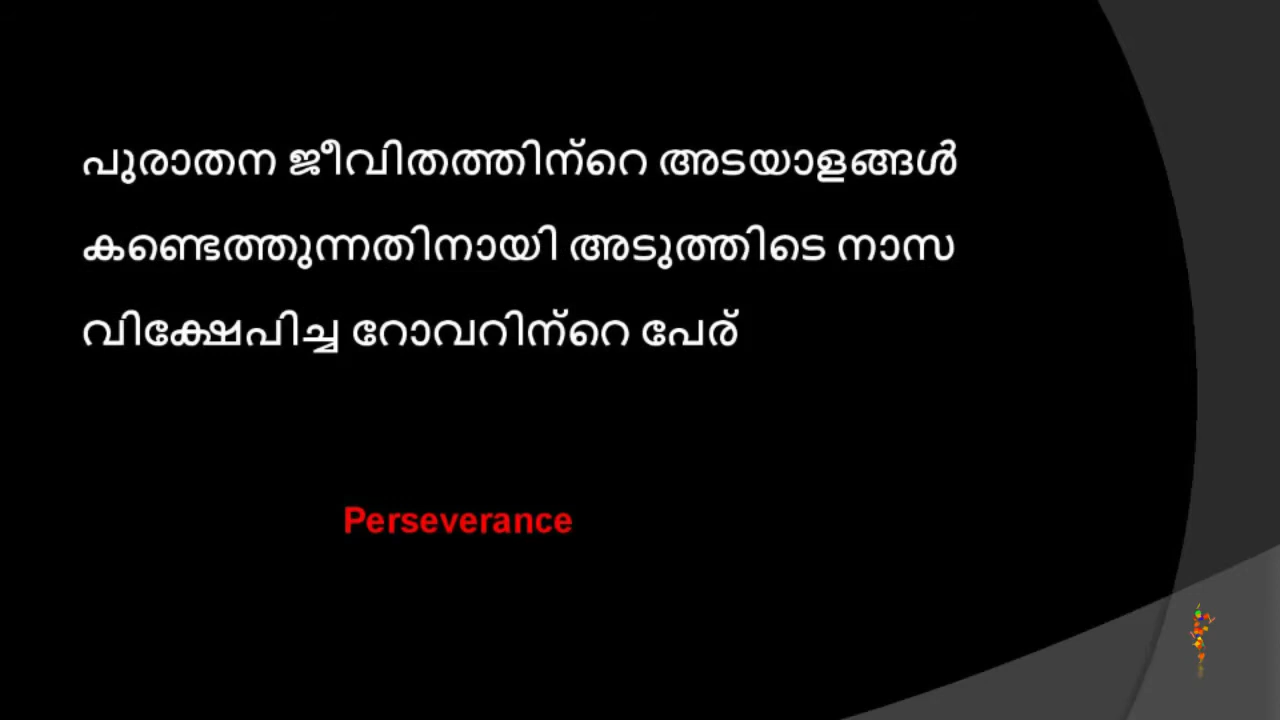 പുരാതന ജീവിതത്തിന്റെ അടയാളങ്ങൾ
കണ്ടെത്തുന്നതിനായി അടുത്തിടെ നാസ
വിക്ഷേപിച്ച റോവറിന്റെ പേര്
Perseverance